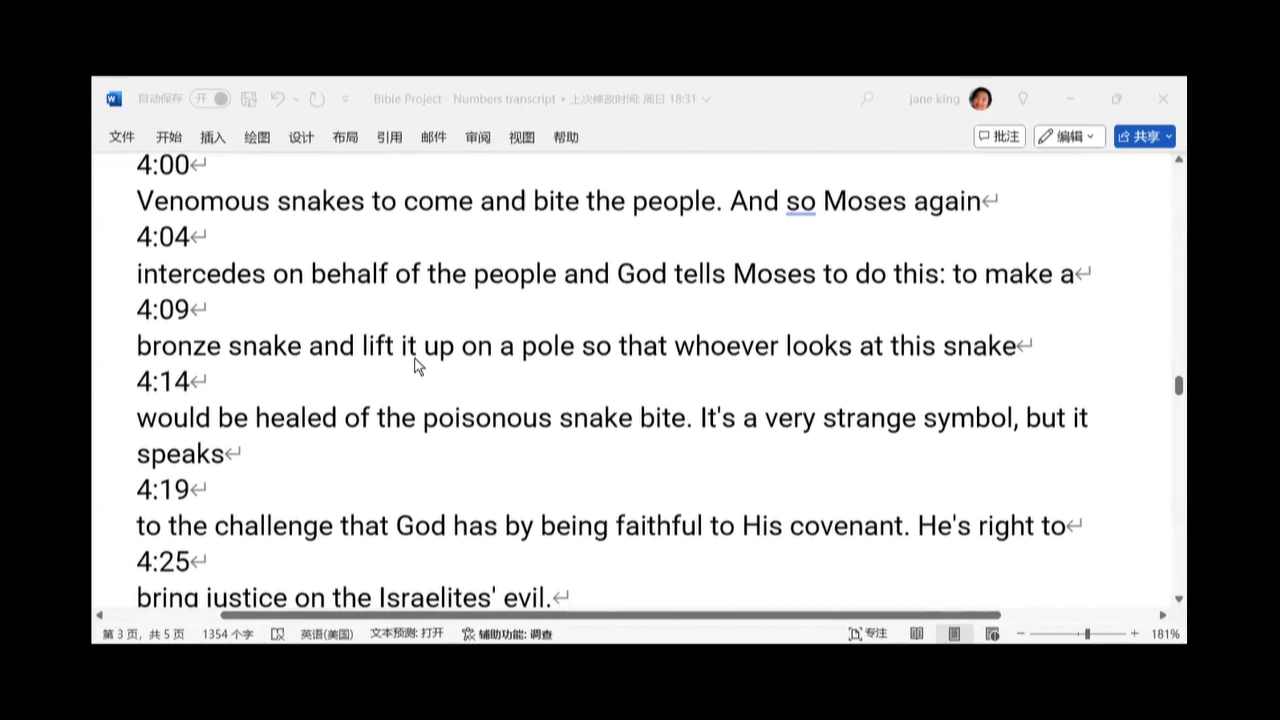 自动保存 开 Bible Project - Numbers transcript • 上次修改时间: 周日 18:31 jane king
文件 开始 插入 绘图 设计 布局 引用 邮件 审阅 视图 帮助 批注 编辑 共享
4:00
Venomous snakes to come and bite the people. And so Moses again
4:04
intercedes on behalf of the people and God tells Moses to do this: to make a
4:09
bronze snake and lift it up on a pole so that whoever looks at this snake
4:14
would be healed of the poisonous snake bite. It's a very strange symbol, but it
speaks
4:19
to the challenge that God has by being faithful to His covenant. He's right to
4:25
bring justice on the Israelites' evil.
第 3 页, 共 5 页 1354 个字 英语(美国) 文本预测: 打开 辅助功能: 调查 专注 181%